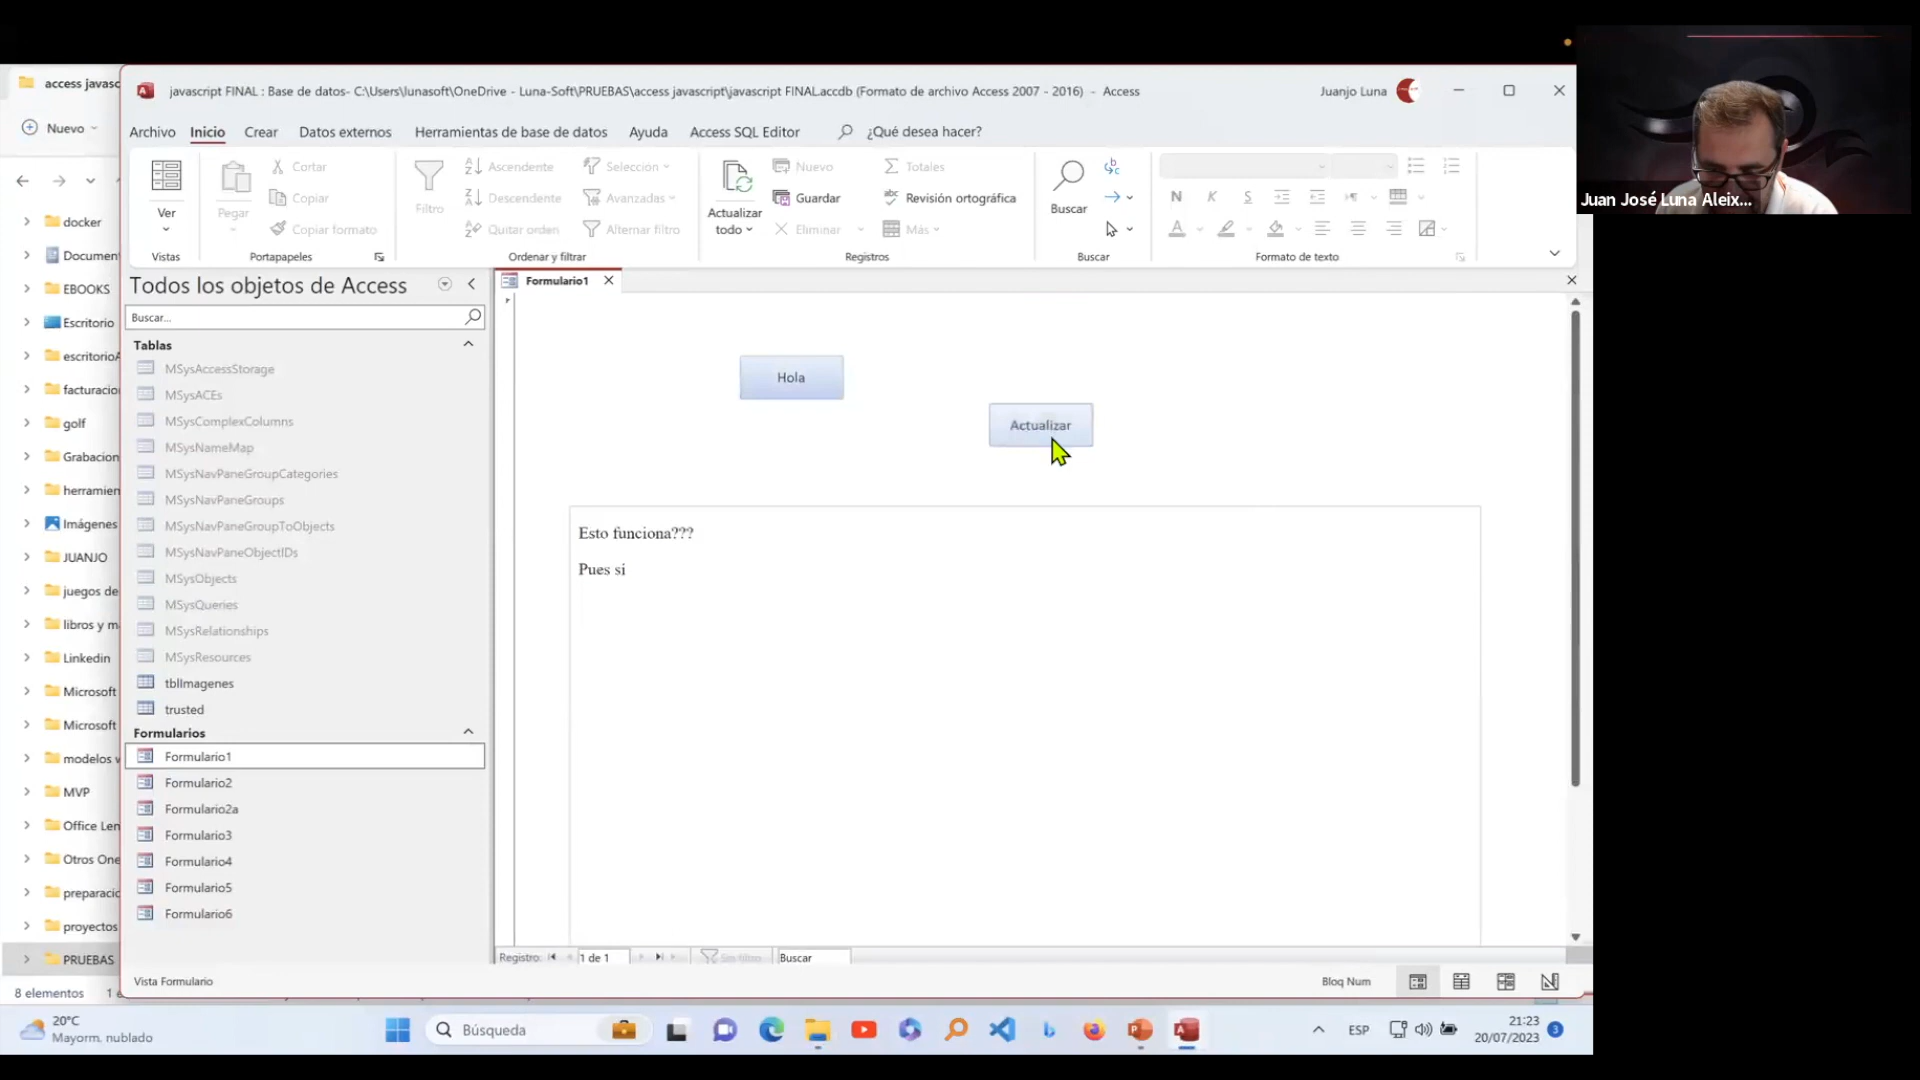 access javasc
Nuevo
docker
Documen
EBOOKS
Escritorio
escritorioA
facturacion
golf
Grabacion
herramien
Imágenes
JUANJO
juegos de
libros y m
Linkedin
Microsoft
Microsoft
modelos w
MVP
Office Len
Otros One
preparacio
proyectos
PRUEBAS
8 elementos
javascript FINAL : Base de datos- C:\Users\lunasoft\OneDrive - Luna-Soft\PRUEBAS\access javascript\javascript FINAL.accdb (Formato de archivo Access 2007 - 2016) - Access
Juanjo Luna
Archivo Inicio Crear Datos externos Herramientas de base de datos Ayuda Access SQL Editor ¿Qué desea hacer?
Ver
Vistas
Pegar
Cortar
Copiar
Copiar formato
Portapapeles
Filtro
Ascendente
Descendente
Quitar orden
Selección
Avanzadas
Alternar filtro
Ordenar y filtrar
Actualizar
todo
Nuevo
Guardar
Eliminar
Totales
Revisión ortográfica
Más
Registros
Buscar
Buscar
N K S
A
Formato de texto
Todos los objetos de Access
Buscar...
Tablas
MSysAccessStorage
MSysACEs
MSysComplexColumns
MSysNameMap
MSysNavPaneGroupCategories
MSysNavPaneGroups
MSysNavPaneGroupToObjects
MSysNavPaneObjectIDs
MSysObjects
MSysQueries
MSysRelationships
MSysResources
tblImagenes
trusted
Formularios
Formulario1
Formulario2
Formulario2a
Formulario3
Formulario4
Formulario5
Formulario6
Formulario1
Hola
Actualizar
Esto funciona???
Pues si
Registro: 1 de 1 Sin filtro Buscar
Vista Formulario
Bloq Num
20°C
Mayorm. nublado
Búsqueda
ESP
21:23
20/07/2023
3
Juan José Luna Aleix...